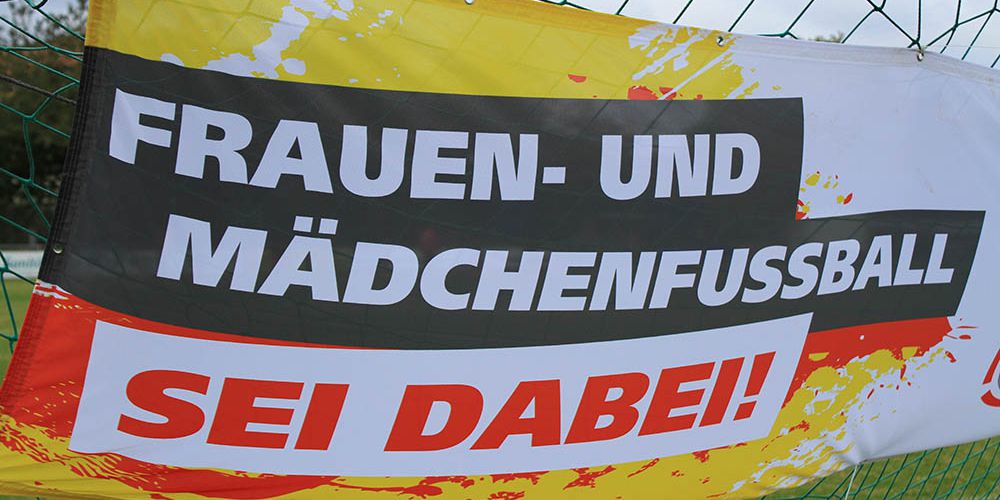 FRAUEN- UND
MÄDCHENFUSSBALL
SEI DABEI!